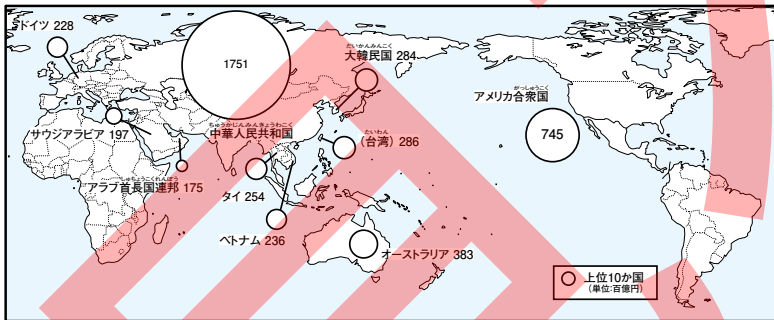 ドイツ 228
1751
だいかんみんこく
大韓民国 284
がっしゅうこく
アメリカ合衆国
745
サウジアラビア 197
ちゅうかじんみんきょうわこく
中華人民共和国
たいわん
(台湾) 286
しゅちょうこくれんぽう
アラブ首長国連邦 175
タイ 254
ベトナム 236
オーストラリア 383
上位10か国
(単位:百億円)